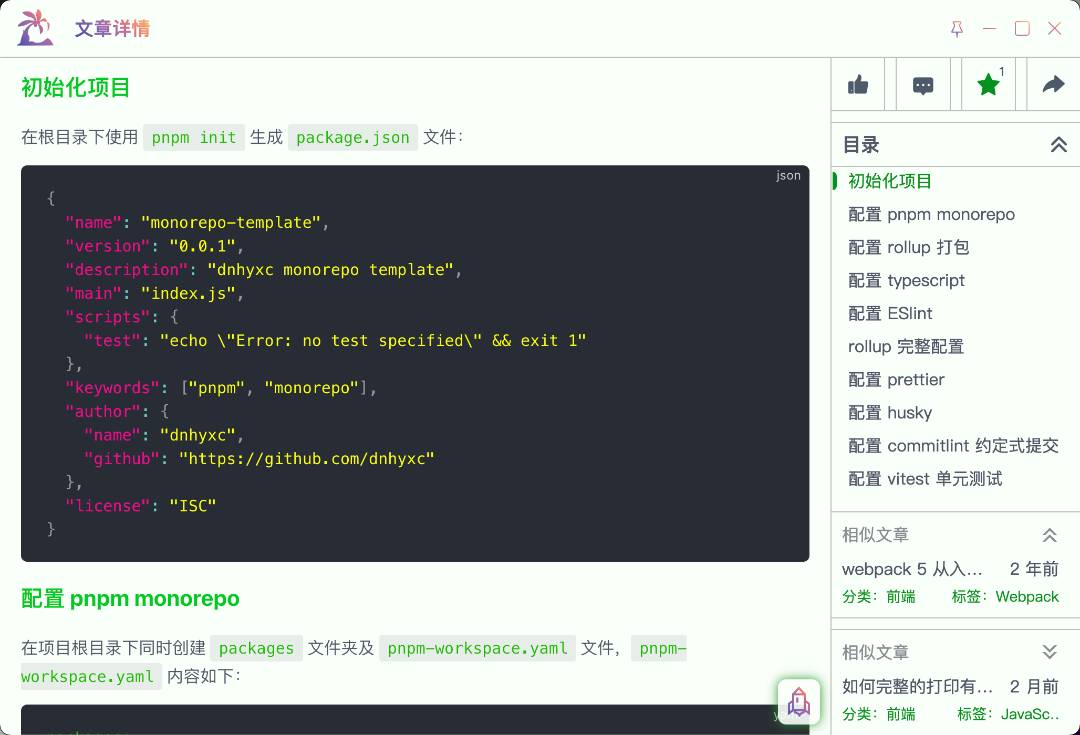 文章详情
初始化项目
在根目录下使用 pnpm init 生成 package.json 文件：
json
{
"name": "monorepo-template",
"version": "0.0.1",
"description": "dnhyxc monorepo template",
"main": "index.js",
"scripts": {
"test": "echo \"Error: no test specified\" && exit 1"
},
"keywords": ["pnpm", "monorepo"],
"author": {
"name": "dnhyxc",
"github": "https://github.com/dnhyxc"
},
"license": "ISC"
}
配置 pnpm monorepo
在项目根目录下同时创建 packages 文件夹及 pnpm-workspace.yaml 文件，pnpm-
workspace.yaml 内容如下：
1
目录
初始化项目
配置 pnpm monorepo
配置 rollup 打包
配置 typescript
配置 ESlint
rollup 完整配置
配置 prettier
配置 husky
配置 commitlint 约定式提交
配置 vitest 单元测试
相似文章
webpack 5 从入... 2 年前
分类：前端 标签：Webpack
相似文章
如何完整的打印有... 2 月前
分类：前端 标签：JavaSc..